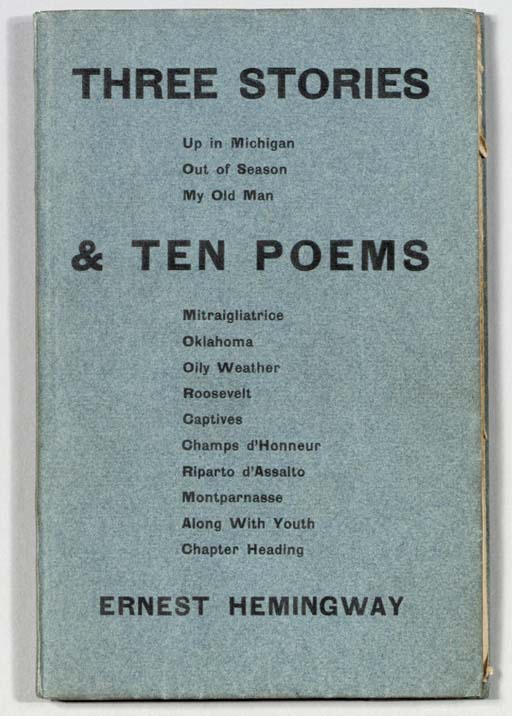 THREE STORIES
Up in Michigan
Out of Season
My Old Man
& TEN POEMS
Mitraigliatrice
Oklahoma
Oily Weather
Roosevelt
Captives
Champs d'Honneur
Riparto d'Assalto
Montparnasse
Along With Youth
Chapter Heading
ERNEST HEMINGWAY